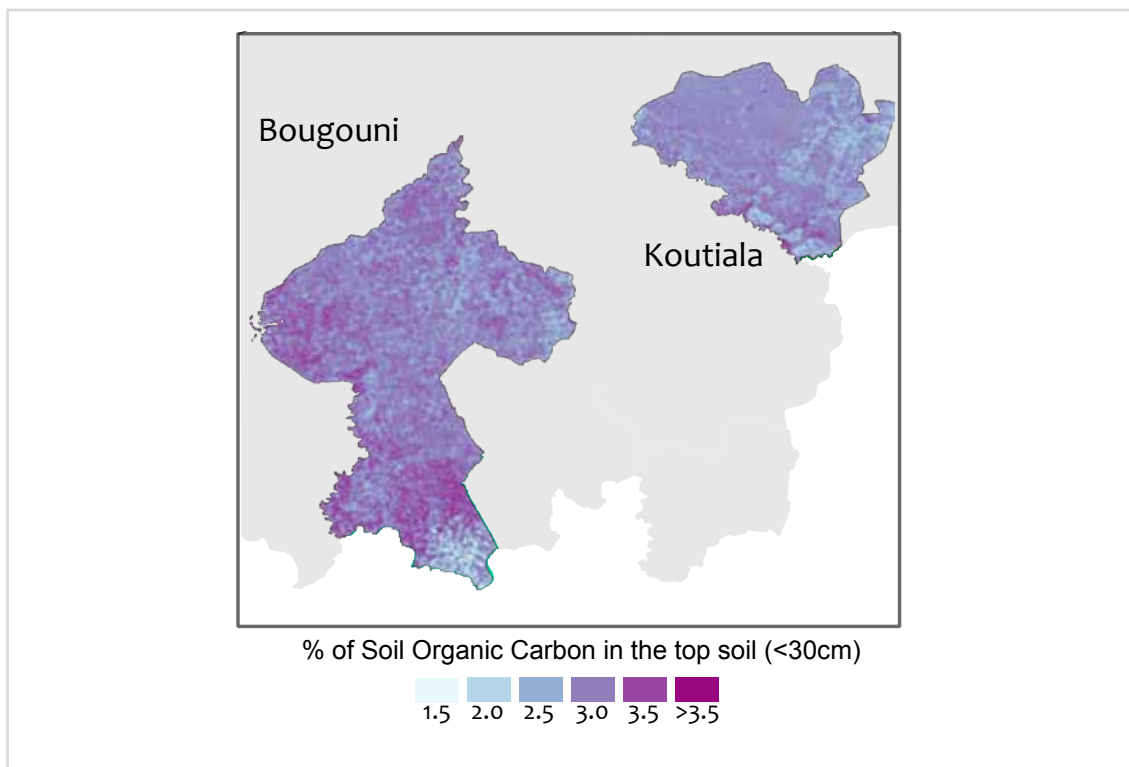 Bougouni
Koutiala
% of Soil Organic Carbon in the top soil (<30cm)
1.5 2.0 2.5 3.0 3.5 >3.5